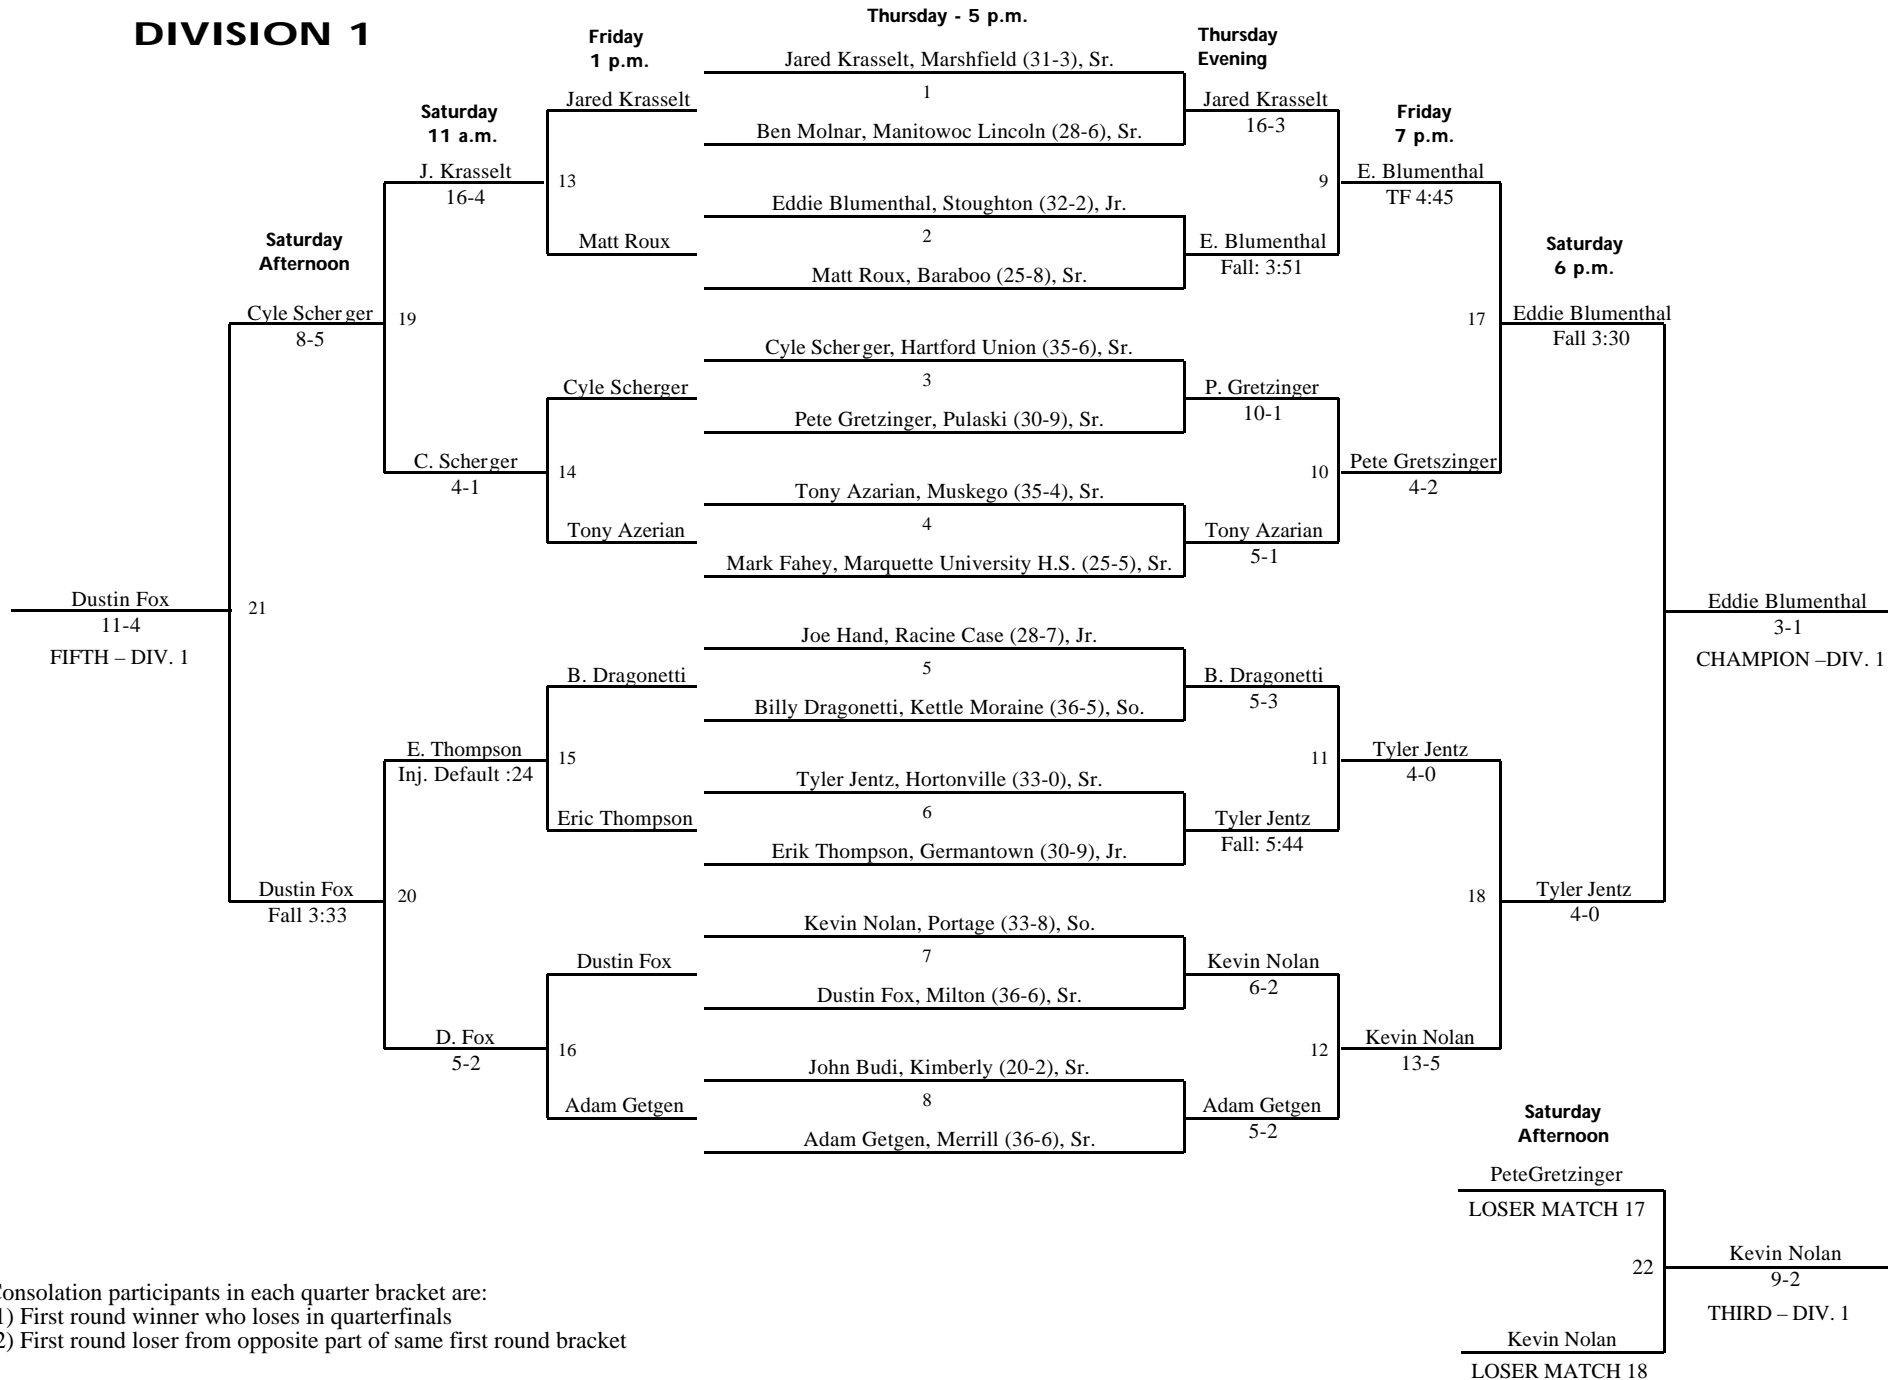 DIVISION 1
Thursday - 5 p.m.
Friday
1 p.m.
Thursday
Evening
Saturday
11 a.m.
Friday
7 p.m.
Saturday
Afternoon
Saturday
6 p.m.
Jared Krasselt, Marshfield (31-3), Sr.
1
Ben Molnar, Manitowoc Lincoln (28-6), Sr.
Eddie Blumenthal, Stoughton (32-2), Jr.
2
Matt Roux, Baraboo (25-8), Sr.
Cyle Scherger, Hartford Union (35-6), Sr.
3
Pete Gretzinger, Pulaski (30-9), Sr.
Tony Azarian, Muskego (35-4), Sr.
4
Mark Fahey, Marquette University H.S. (25-5), Sr.
Joe Hand, Racine Case (28-7), Jr.
5
Billy Dragonetti, Kettle Moraine (36-5), So.
Tyler Jentz, Hortonville (33-0), Sr.
6
Erik Thompson, Germantown (30-9), Jr.
Kevin Nolan, Portage (33-8), So.
7
Dustin Fox, Milton (36-6), Sr.
John Budi, Kimberly (20-2), Sr.
8
Adam Getgen, Merrill (36-6), Sr.
Jared Krasselt
16-3
9
E. Blumenthal
Fall: 3:51
P. Gretzinger
10-1
10
Tony Azarian
5-1
B. Dragonetti
5-3
11
Tyler Jentz
Fall: 5:44
Kevin Nolan
6-2
12
Adam Getgen
5-2
E. Blumenthal
TF 4:45
17
Pete Gretszinger
4-2
Tyler Jentz
4-0
18
Kevin Nolan
13-5
Eddie Blumenthal
Fall 3:30
Tyler Jentz
4-0
Eddie Blumenthal
3-1
CHAMPION –DIV. 1
Jared Krasselt
13
Matt Roux
Cyle Scherger
14
Tony Azerian
B. Dragonetti
15
Eric Thompson
Dustin Fox
16
Adam Getgen
J. Krasselt
16-4
19
C. Scherger
4-1
E. Thompson
Inj. Default :24
20
D. Fox
5-2
Cyle Scherger
8-5
21
Dustin Fox
Fall 3:33
Dustin Fox
11-4
FIFTH – DIV. 1
Saturday
Afternoon
PeteGretzinger
LOSER MATCH 17
22
Kevin Nolan
9-2
THIRD – DIV. 1
Kevin Nolan
LOSER MATCH 18
onsolation participants in each quarter bracket are:
1) First round winner who loses in quarterfinals
2) First round loser from opposite part of same first round bracket